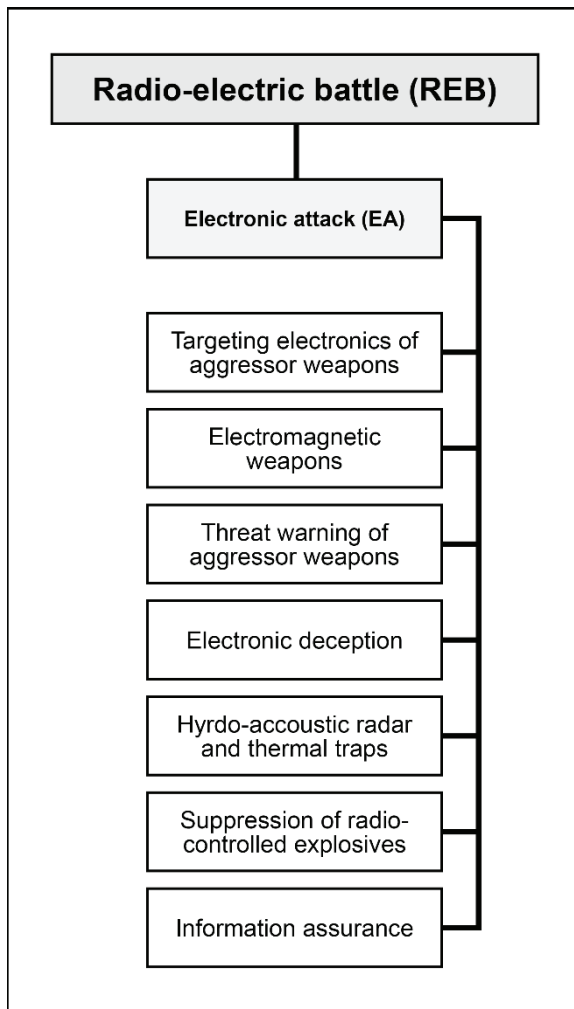 Radio-electric battle (REB)
Electronic attack (EA)
Targeting electronics of
aggressor weapons
Electromagnetic
weapons
Threat warning of
aggressor weapons
Electronic deception
Hyrdo-accoustic radar
and thermal traps
Suppression of radio-
controlled explosives
Information assurance